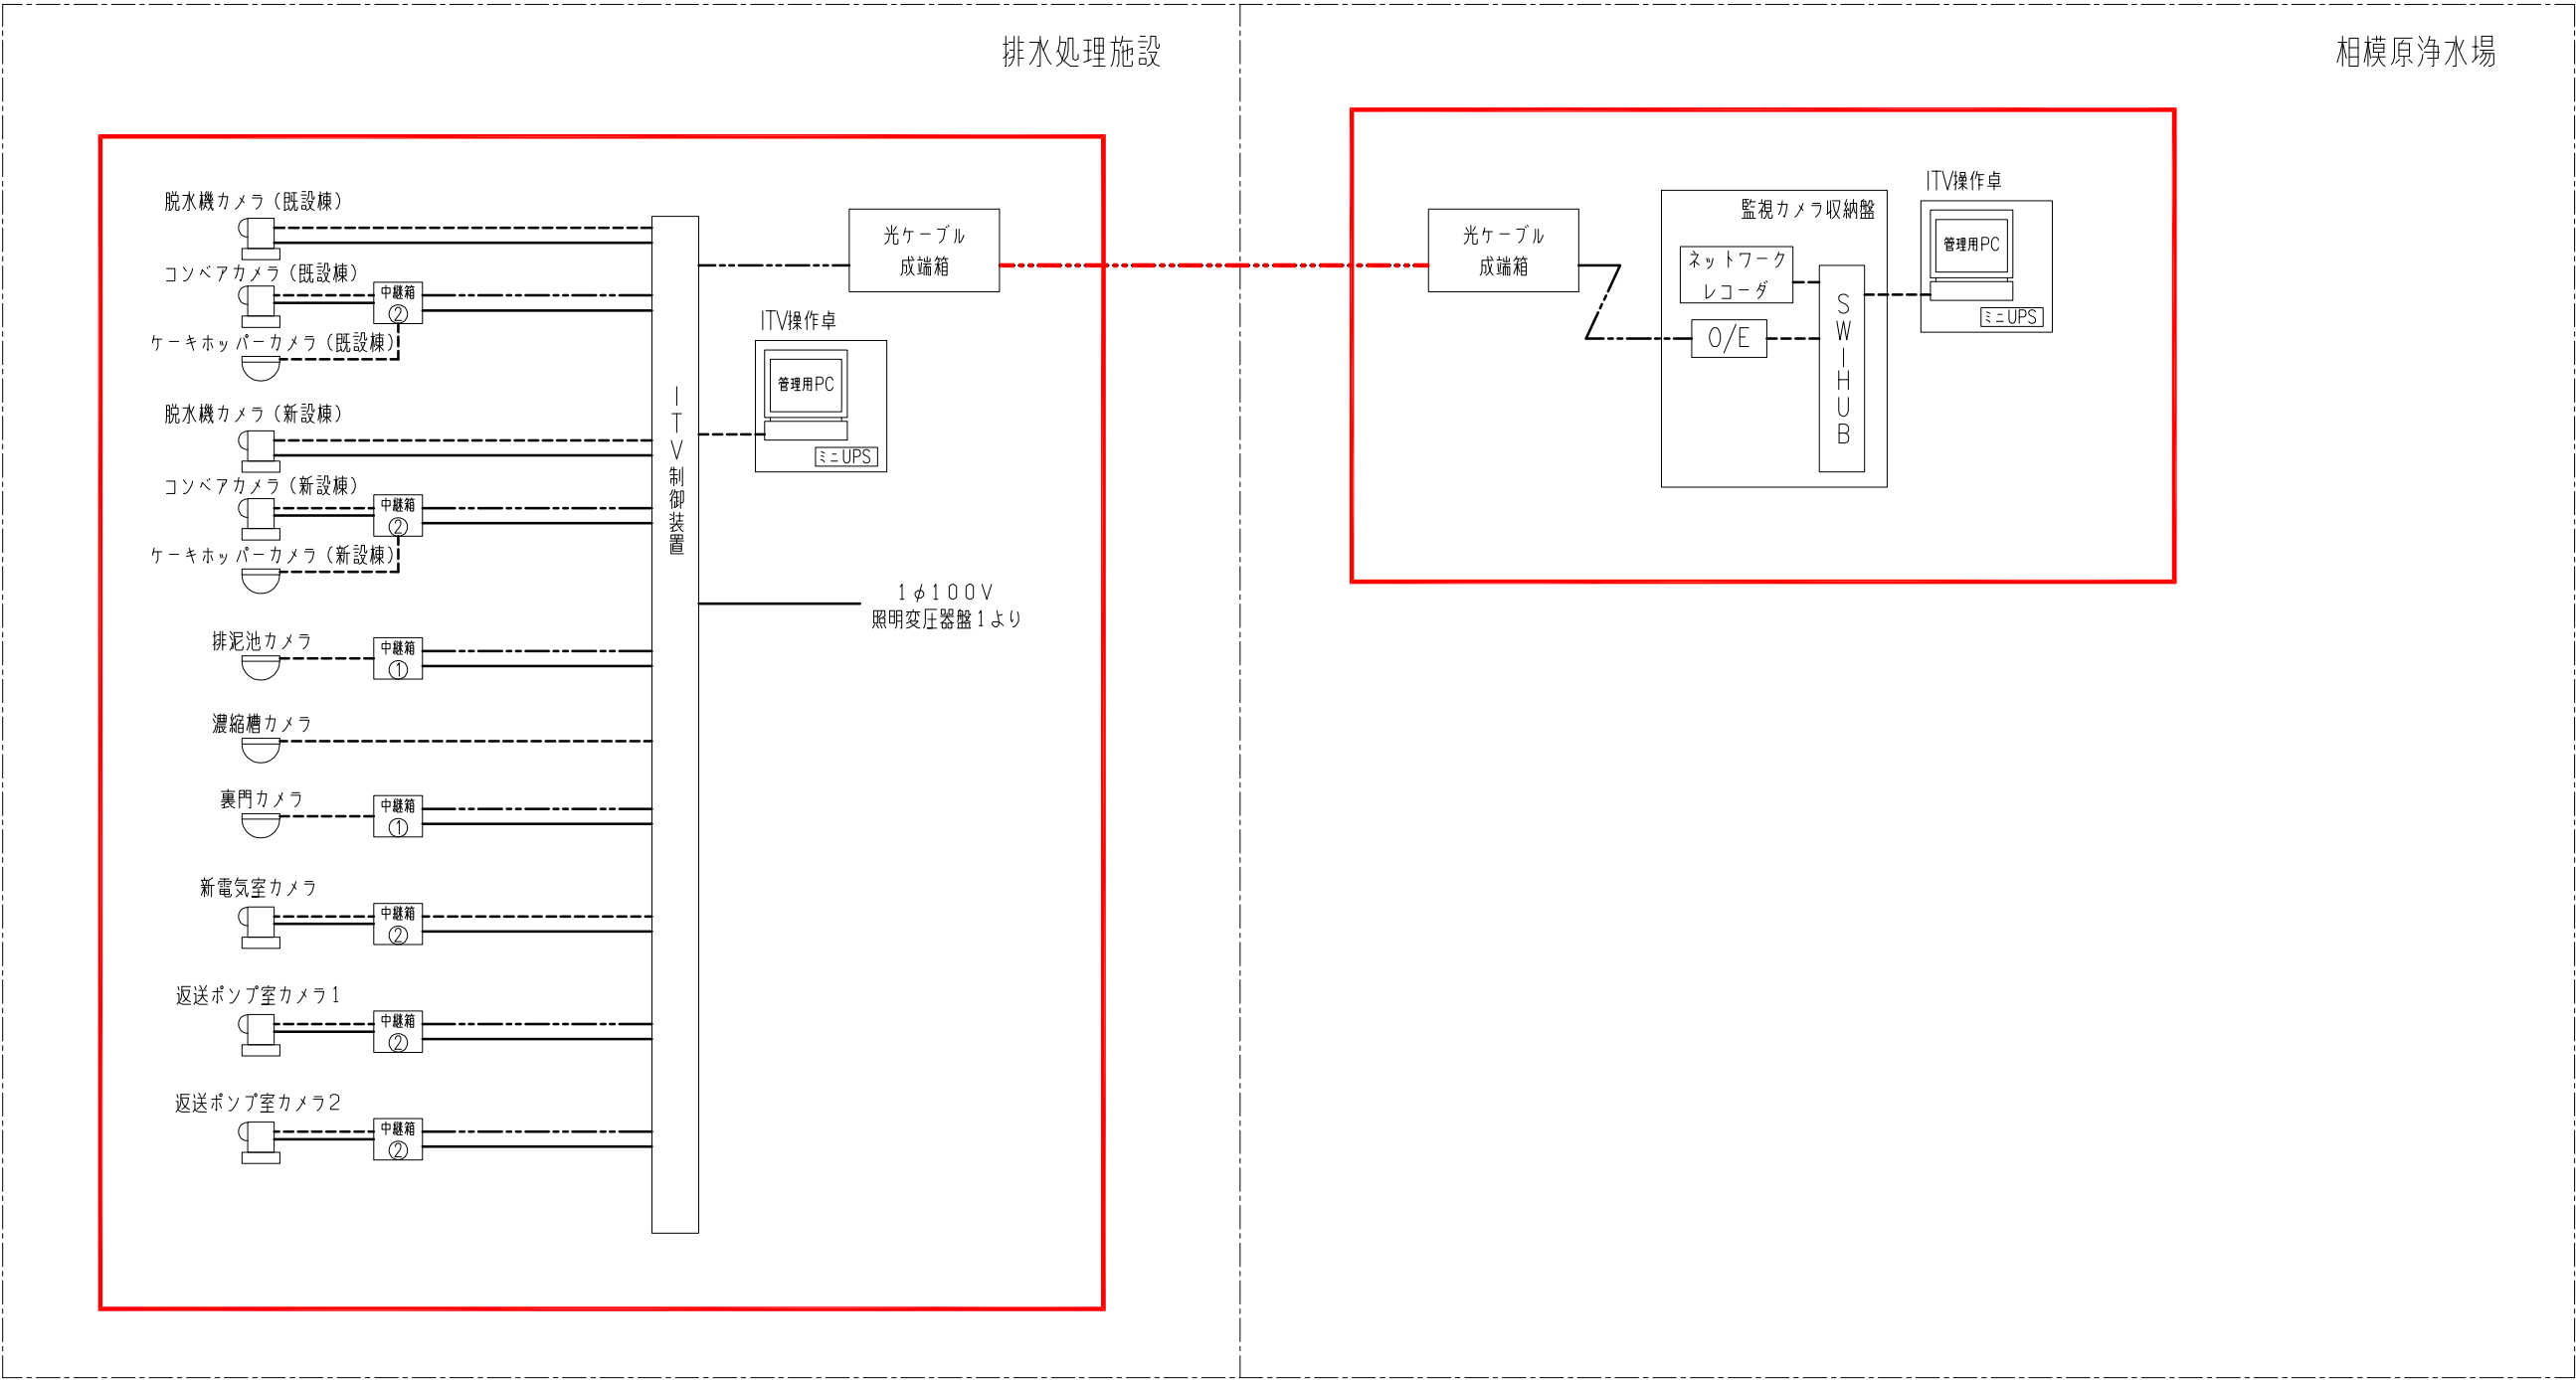 排水処理施設
相模原浄水場
脱水機カメラ(既設棟)
コンベアカメラ(既設棟)
中継箱
②
ケーキホッパーカメラ(既設棟)
脱水機カメラ(新設棟)
コンベアカメラ(新設棟)
中継箱
②
ケーキホッパーカメラ(新設棟)
排泥池カメラ
中継箱
①
濃縮槽カメラ
裏門カメラ
中継箱
①
新電気室カメラ
中継箱
②
返送ポンプ室カメラ1
中継箱
②
返送ポンプ室カメラ2
中継箱
②
ITV制御装置
光ケーブル
成端箱
ITV操作卓
管理用PC
ミニUPS
1φ100V
照明変圧器盤1より
光ケーブル
成端箱
監視カメラ収納盤
ネットワーク
レコーダ
O/E
SW-HUB
ITV操作卓
管理用PC
ミニUPS